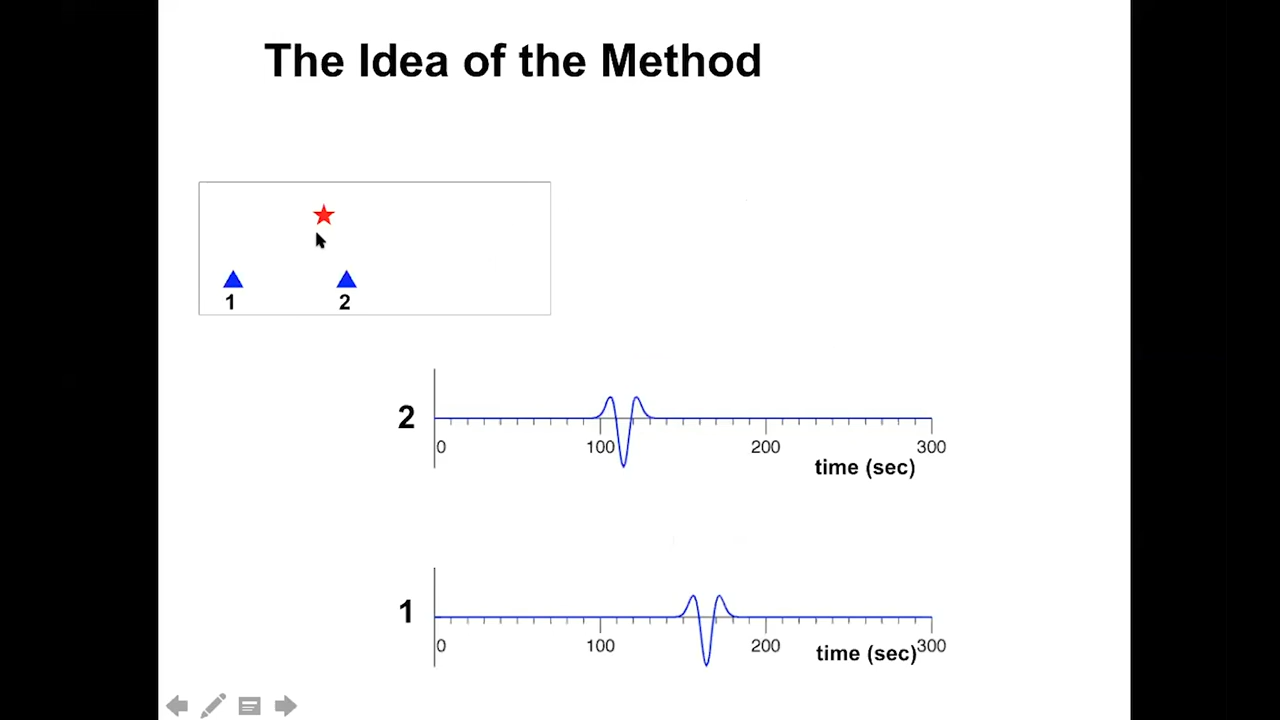 The Idea of the Method
1 2
2
0 100 200 300
time (sec)
1
0 100 200 300
time (sec)